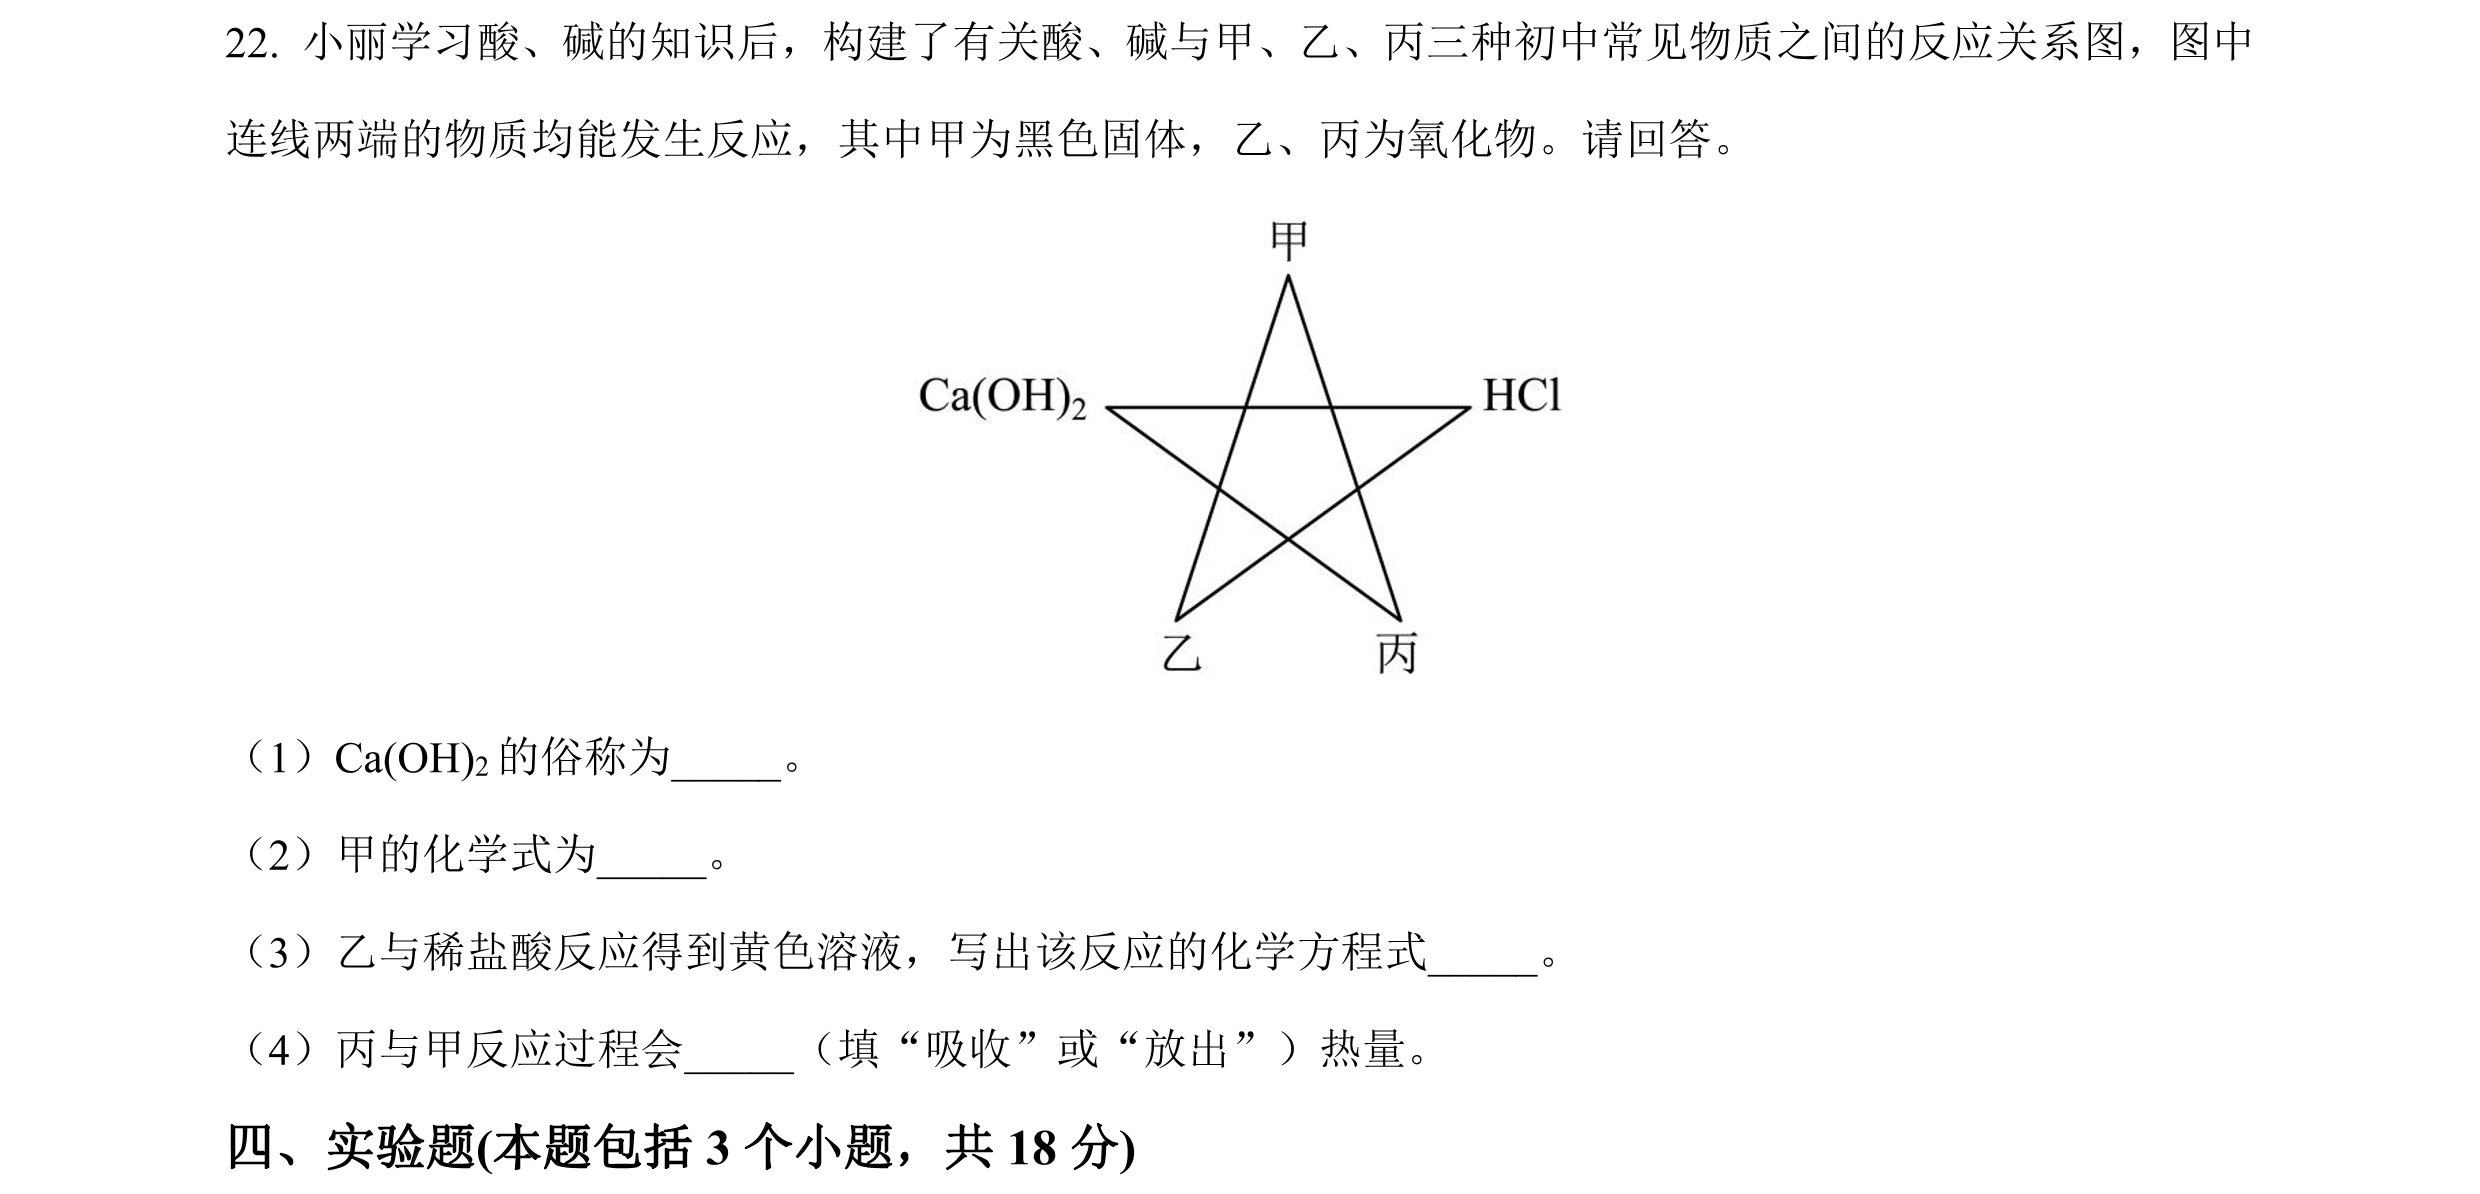 22. 小丽学习酸、碱的知识后，构建了有关酸、碱与甲、乙、丙三种初中常见物质之间的反应关系图，图中
连线两端的物质均能发生反应，其中甲为黑色固体，乙、丙为氧化物。请回答。
甲
Ca(OH)₂
HCl
乙
丙
（1）Ca(OH)₂的俗称为_____。
（2）甲的化学式为_____。
（3）乙与稀盐酸反应得到黄色溶液，写出该反应的化学方程式_____。
（4）丙与甲反应过程会_____（填“吸收”或“放出”）热量。
四、实验题(本题包括 3 个小题，共 18 分)